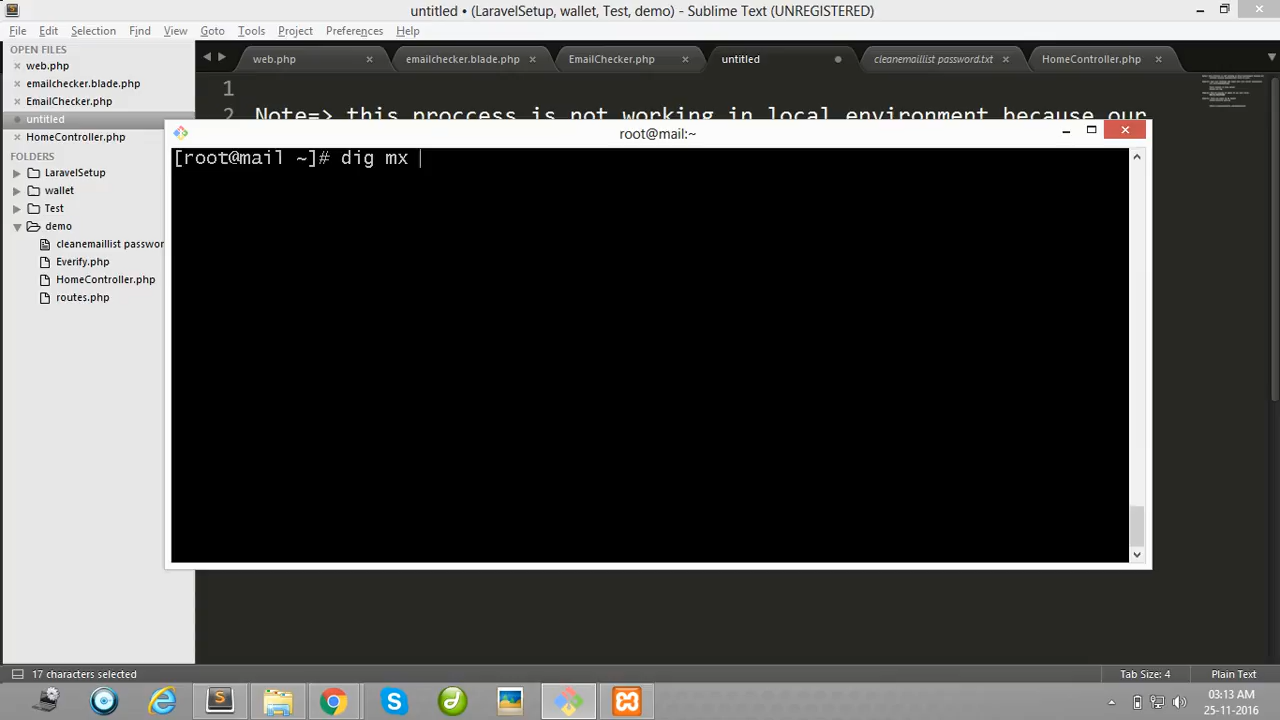 untitled • (LaravelSetup, wallet, Test, demo) - Sublime Text (UNREGISTERED)
File Edit Selection Find View Goto Tools Project Preferences Help
OPEN FILES
web.php
emailchecker.blade.php
EmailChecker.php
untitled
HomeController.php
FOLDERS
LaravelSetup
wallet
Test
demo
cleanemaillist passwor
Everify.php
HomeController.php
routes.php
web.php emailchecker.blade.php EmailChecker.php untitled cleanemaillist password.txt HomeController.php
1
2 Note=> this proccess is not working in local environment because our
root@mail:~
[root@mail ~]# dig mx
17 characters selected
Tab Size: 4 Plain Text
03:13 AM
25-11-2016